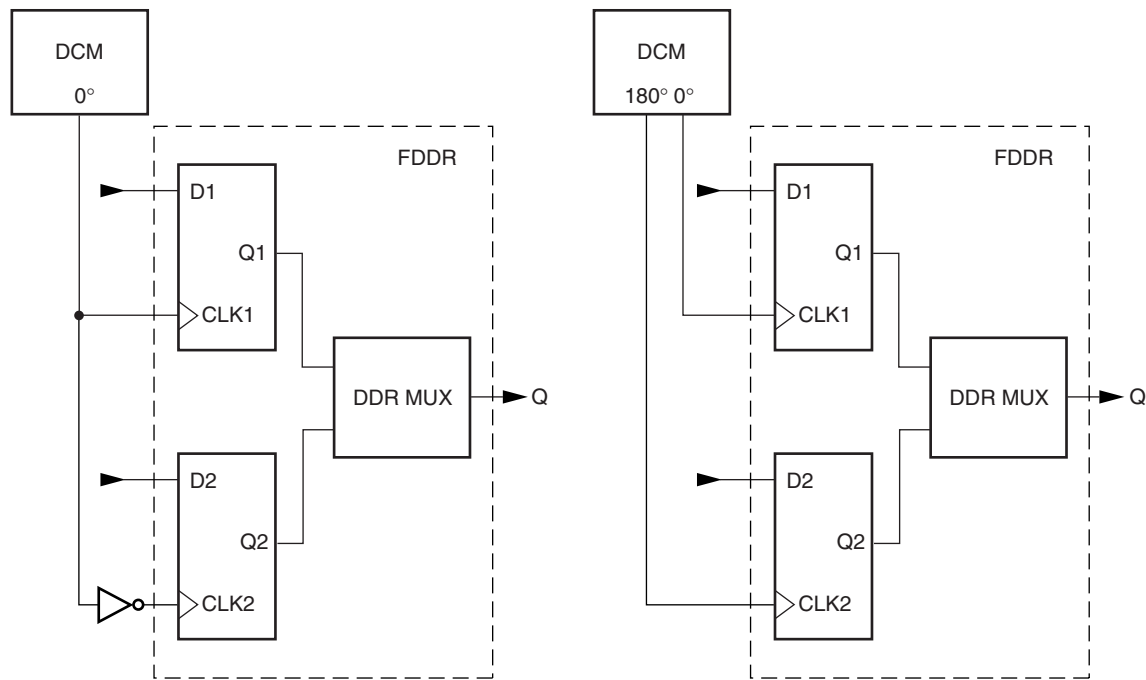 DCM
0°
FDDR
D1
Q1
CLK1
DDR MUX
Q
D2
Q2
CLK2
DCM
180° 0°
FDDR
D1
Q1
CLK1
DDR MUX
Q
D2
Q2
CLK2